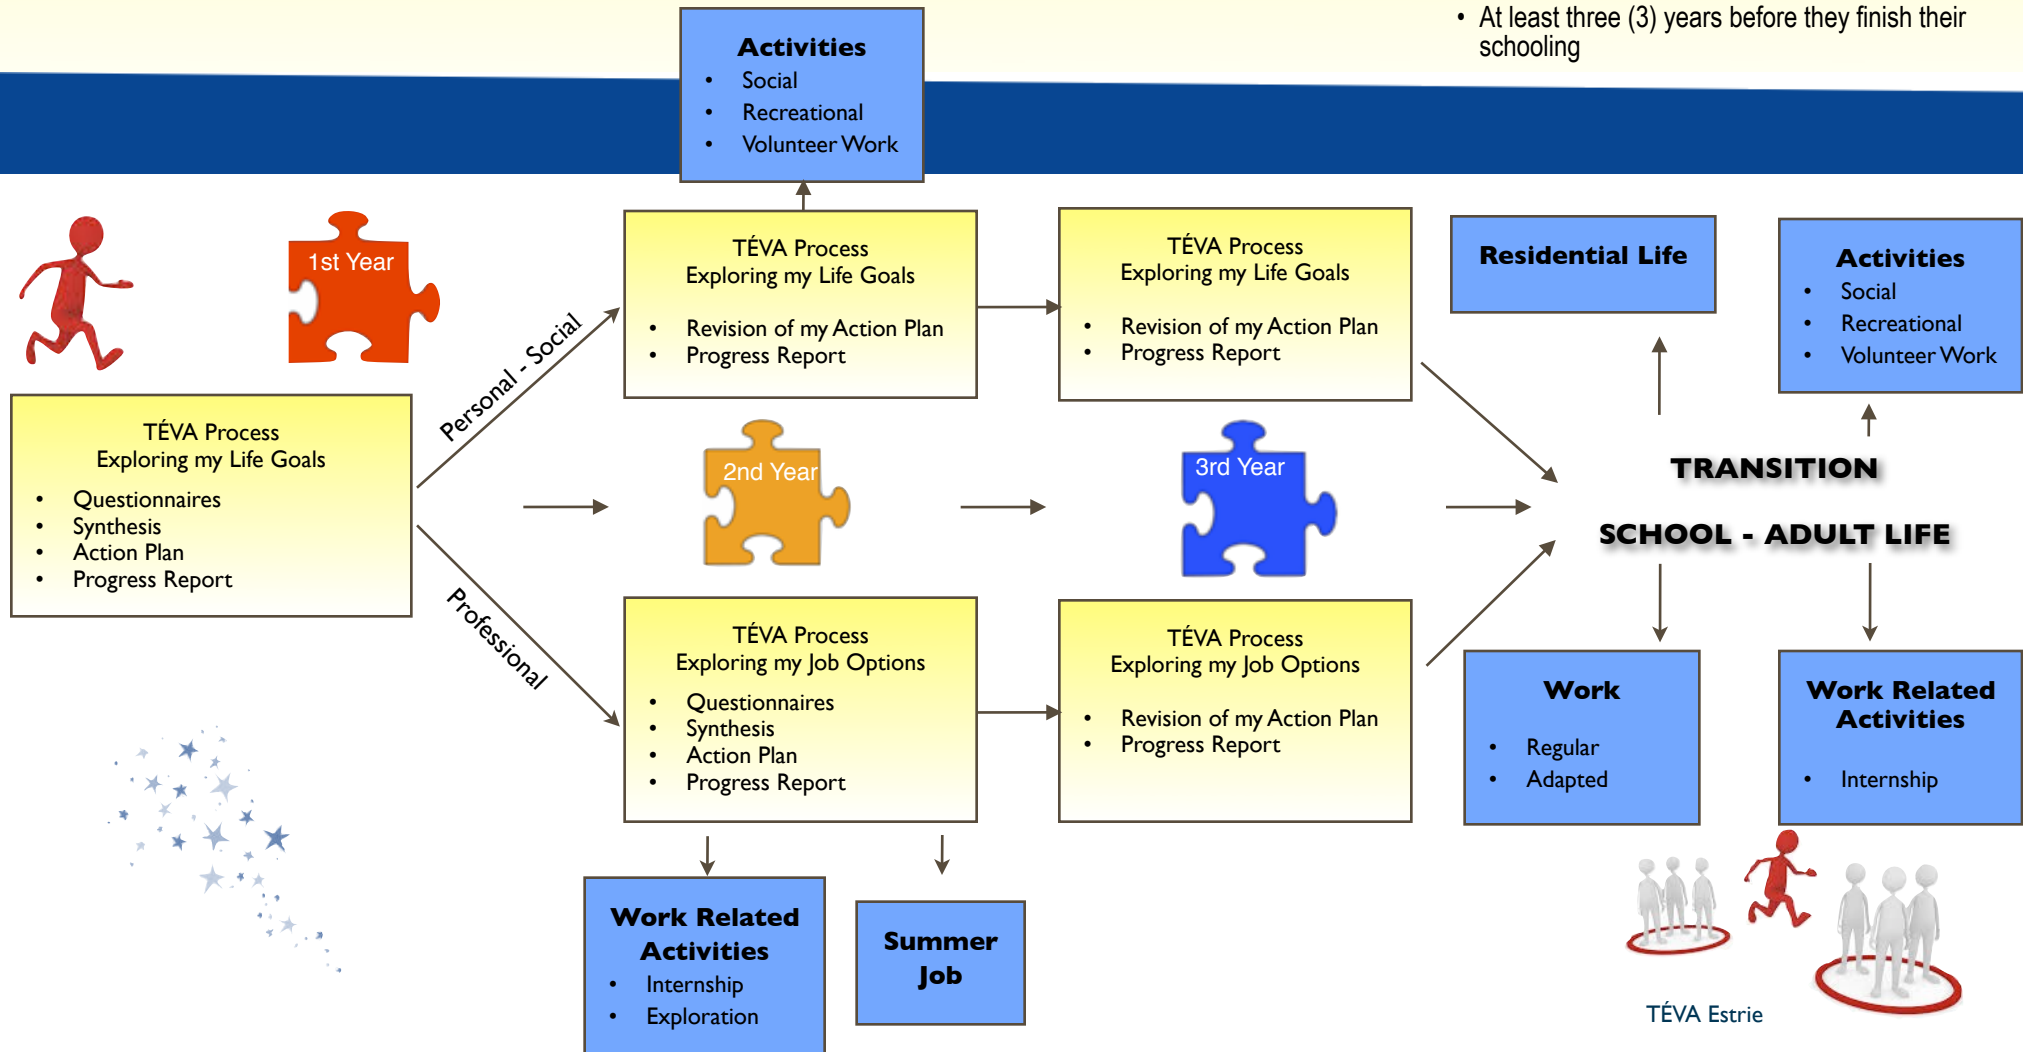 • At least three (3) years before they finish their
schooling
Activities
• Social
• Recreational
• Volunteer Work
1st Year
TÉVA Process
Exploring my Life Goals
• Questionnaires
• Synthesis
• Action Plan
• Progress Report
Personal - Social
Professional
TÉVA Process
Exploring my Life Goals
• Revision of my Action Plan
• Progress Report
2nd Year
TÉVA Process
Exploring my Job Options
• Questionnaires
• Synthesis
• Action Plan
• Progress Report
Work Related
Activities
• Internship
• Exploration
Summer
Job
TÉVA Process
Exploring my Life Goals
• Revision of my Action Plan
• Progress Report
3rd Year
TÉVA Process
Exploring my Job Options
• Revision of my Action Plan
• Progress Report
Residential Life
Activities
• Social
• Recreational
• Volunteer Work
TRANSITION
SCHOOL - ADULT LIFE
Work
• Regular
• Adapted
Work Related
Activities
• Internship
TÉVA Estrie